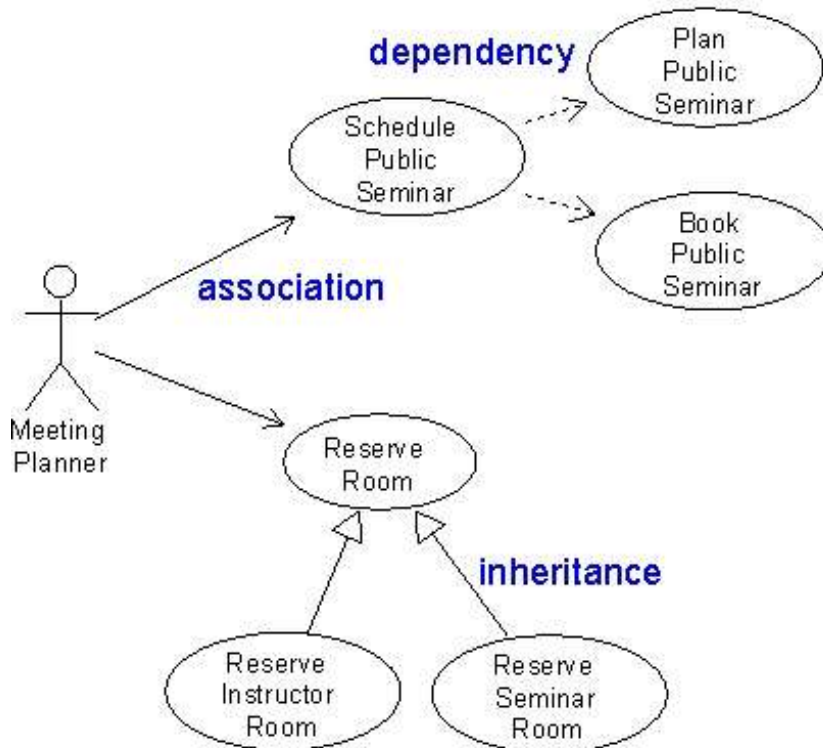 dependency
Plan
Public
Seminar
Schedule
Public
Seminar
Book
Public
Seminar
association
Meeting
Planner
Reserve
Room
inheritance
Reserve
Instructor
Room
Reserve
Seminar
Room